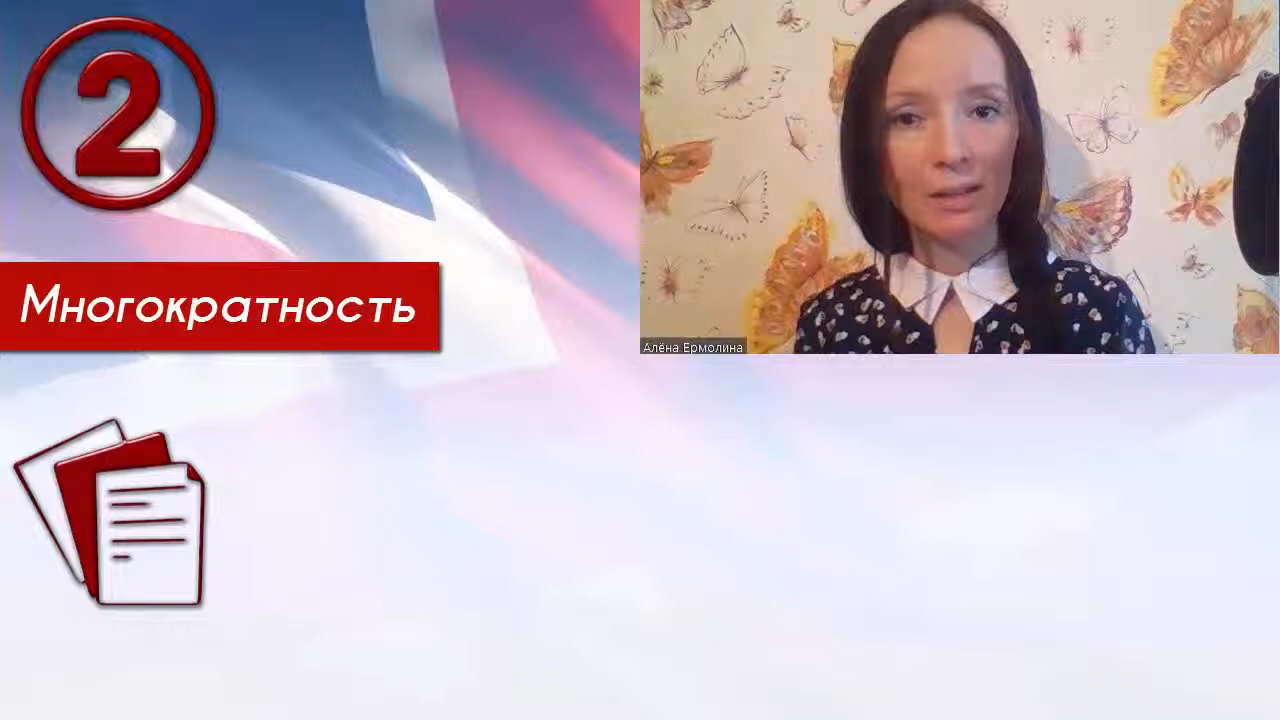 2
Многократность
Алёна Ермолина